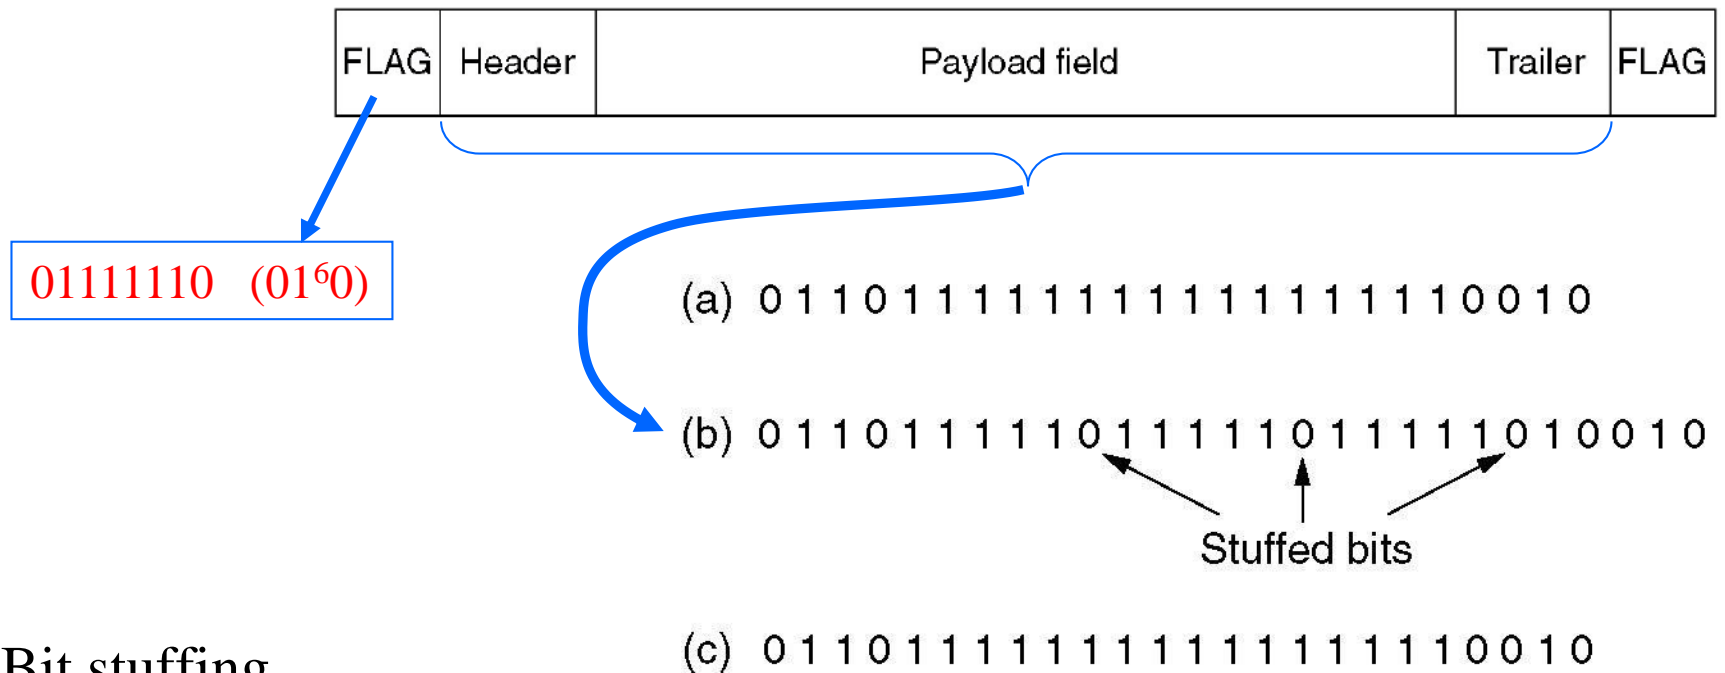 FLAG Header Payload field Trailer FLAG
01111110 (01⁶0)
(a) 0 1 1 0 1 1 1 1 1 1 1 1 1 1 1 1 1 1 1 1 0 0 1 0
(b) 0 1 1 0 1 1 1 1 1 0 1 1 1 1 1 0 1 1 1 1 1 0 1 0 0 1 0
Stuffed bits
(c) 0 1 1 0 1 1 1 1 1 1 1 1 1 1 1 1 1 1 1 1 0 0 1 0
Bit stuffing